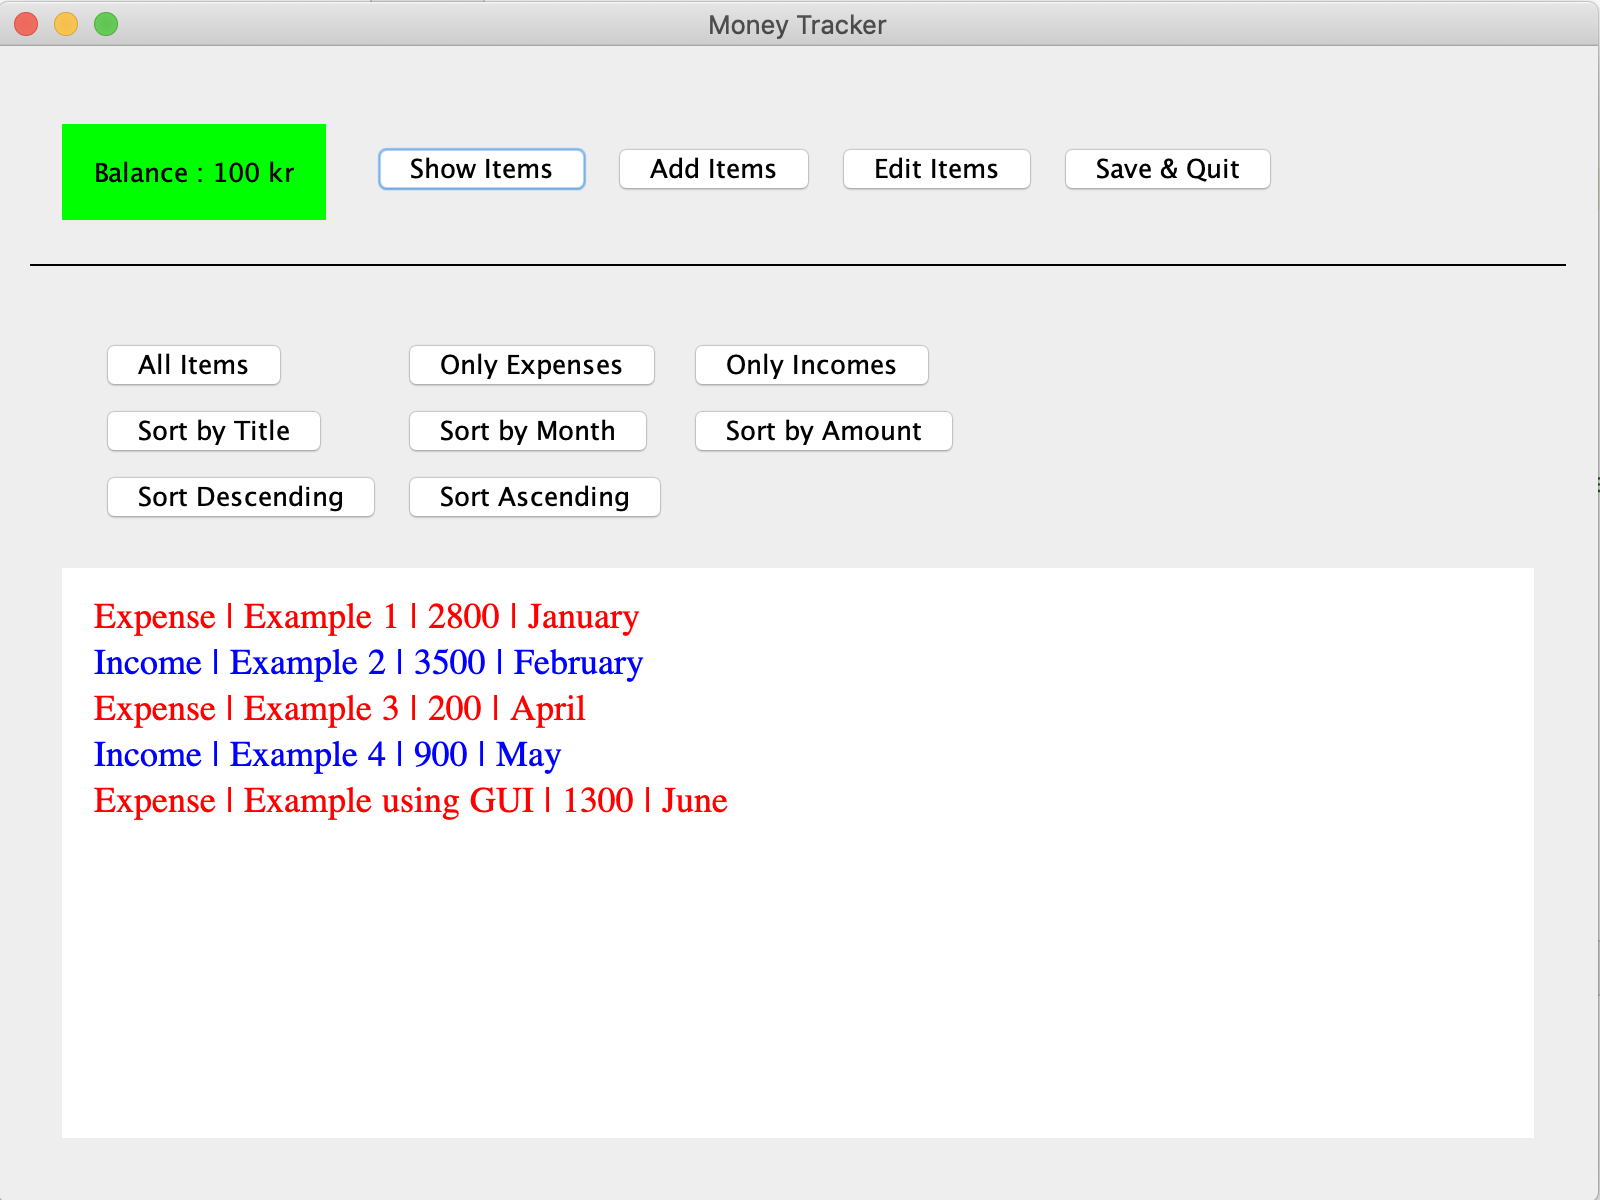 Money Tracker
Balance : 100 kr
Show Items
Add Items
Edit Items
Save & Quit
All Items
Only Expenses
Only Incomes
Sort by Title
Sort by Month
Sort by Amount
Sort Descending
Sort Ascending
Expense | Example 1 | 2800 | January
Income | Example 2 | 3500 | February
Expense | Example 3 | 200 | April
Income | Example 4 | 900 | May
Expense | Example using GUI | 1300 | June